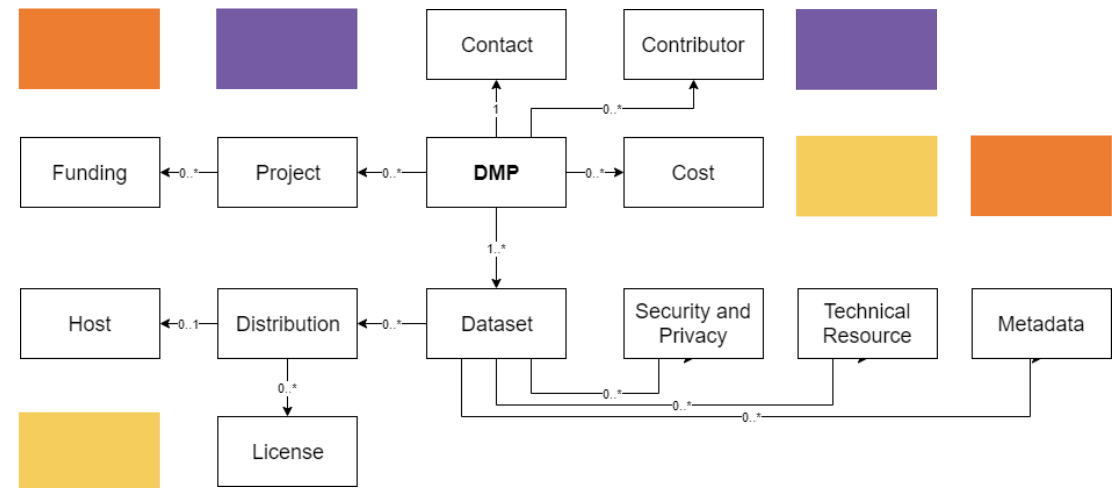 Contact
Contributor
1
0..*
Funding
0..*
Project
0..*
DMP
0..*
Cost
1..*
Host
0..1
Distribution
0..*
Dataset
Security and
Privacy
Technical
Resource
Metadata
0..*
0..*
0..*
0..*
License